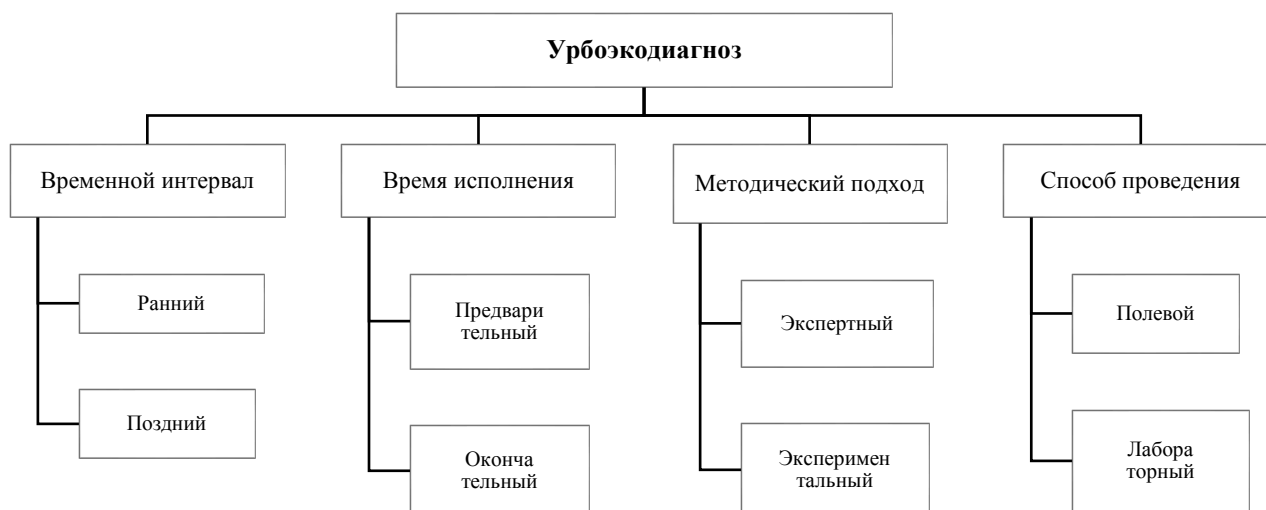 Урбоэкодиагноз
Временной интервал
Время исполнения
Методический подход
Способ проведения
Ранний
Предвари
тельный
Экспертный
Полевой
Поздний
Оконча
тельный
Эксперимен
тальный
Лабора
торный